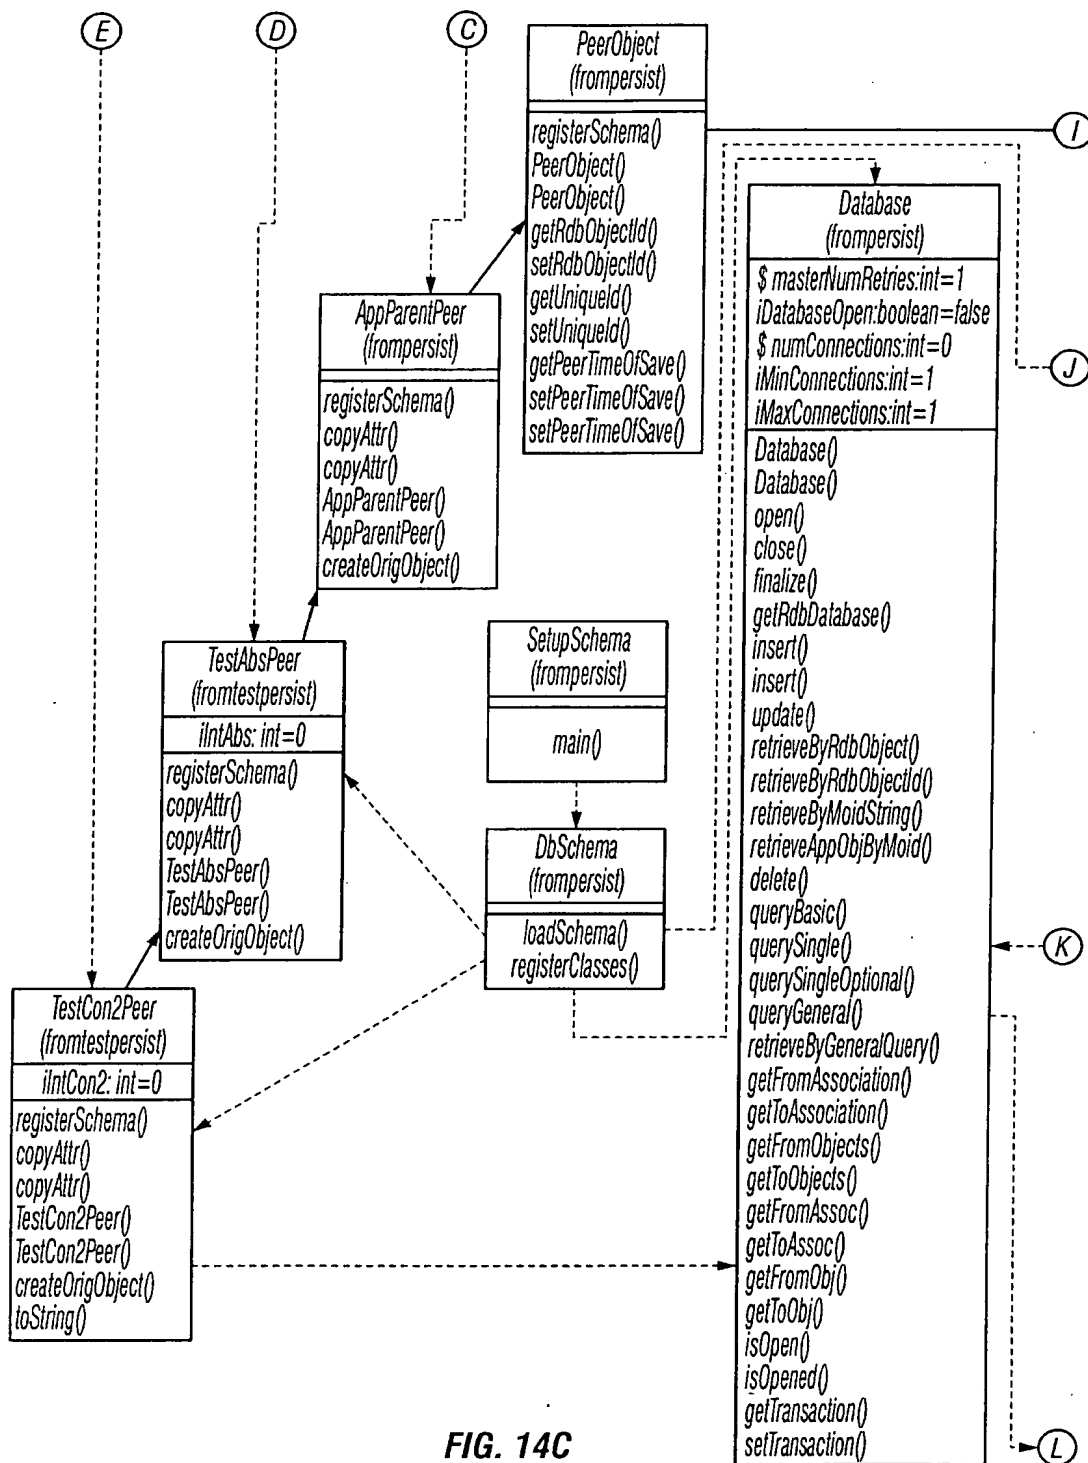 E
D
C
PeerObject
(frompersist)
registerSchema()
PeerObject()
PeerObject()
getRdbObjectId()
setRdbObjectId()
getUniqueId()
setUniqueId()
getPeerTimeOfSave()
setPeerTimeOfSave()
setPeerTimeOfSave()
I
J
AppParentPeer
(frompersist)
registerSchema()
copyAttr()
copyAttr()
AppParentPeer()
AppParentPeer()
createOrigObject()
Database
(frompersist)
$ masterNumRetries:int=1
iDatabaseOpen:boolean=false
$ numConnections:int=0
iMinConnections:int=1
iMaxConnections:int=1
Database()
Database()
open()
close()
finalize()
getRdbDatabase()
insert()
insert()
update()
retrieveByRdbObject()
retrieveByRdbObjectId()
retrieveByMoidString()
retrieveAppObjByMoid()
delete()
queryBasic()
querySingle()
querySingleOptional()
queryGeneral()
retrieveByGeneralQuery()
getFromAssociation()
getToAssociation()
getFromObjects()
getToObjects()
getFromAssoc()
getToAssoc()
getFromObj()
getToObj()
isOpen()
isOpened()
getTransaction()
setTransaction()
K
L
TestAbsPeer
(fromtestpersist)
iIntAbs: int=0
registerSchema()
copyAttr()
copyAttr()
TestAbsPeer()
TestAbsPeer()
createOrigObject()
SetupSchema
(frompersist)
main()
DbSchema
(frompersist)
loadSchema()
registerClasses()
TestCon2Peer
(fromtestpersist)
iIntCon2: int=0
registerSchema()
copyAttr()
copyAttr()
TestCon2Peer()
TestCon2Peer()
createOrigObject()
toString()
FIG. 14C